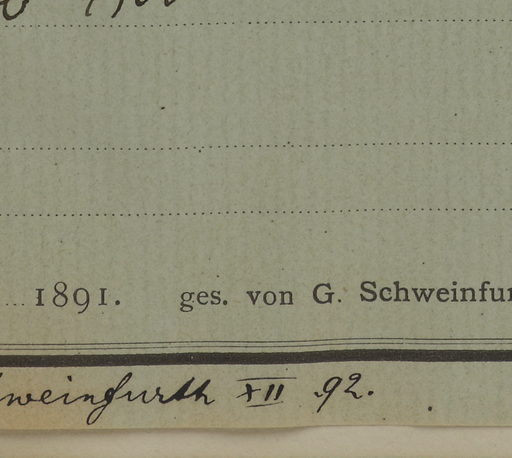 1891. ges. von G. Schweinfur
weinfurth XII 92.